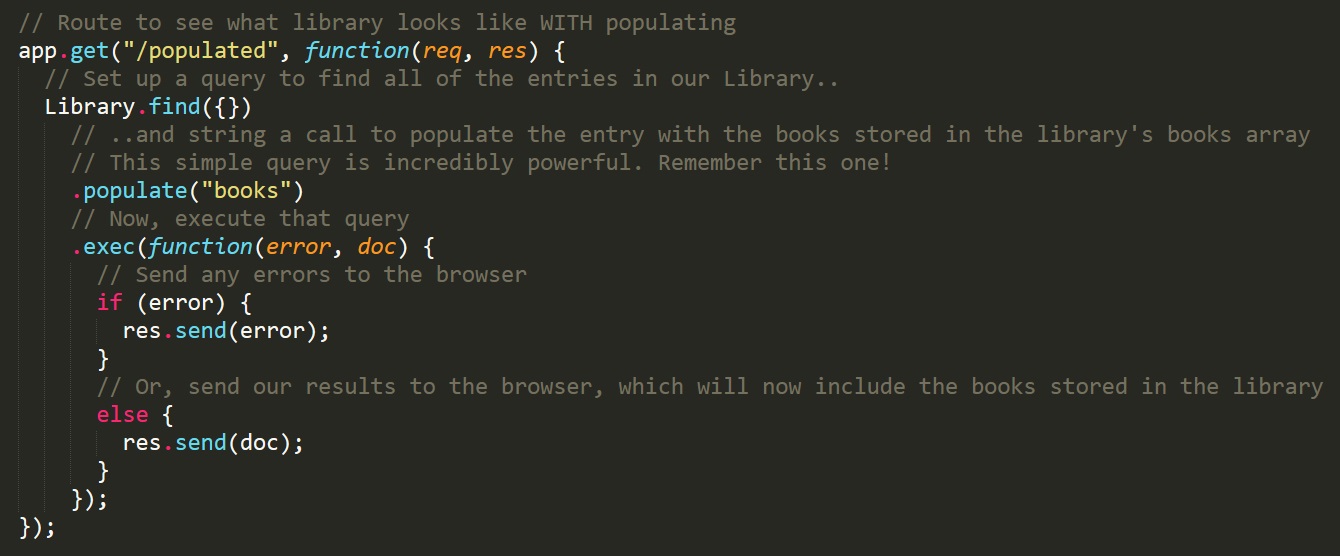 // Route to see what library looks like WITH populating
app.get("/populated", function(req, res) {
  // Set up a query to find all of the entries in our Library..
  Library.find({})
    // ..and string a call to populate the entry with the books stored in the library's books array
    // This simple query is incredibly powerful. Remember this one!
    .populate("books")
    // Now, execute that query
    .exec(function(error, doc) {
      // Send any errors to the browser
      if (error) {
        res.send(error);
      }
      // Or, send our results to the browser, which will now include the books stored in the library
      else {
        res.send(doc);
      }
    });
});